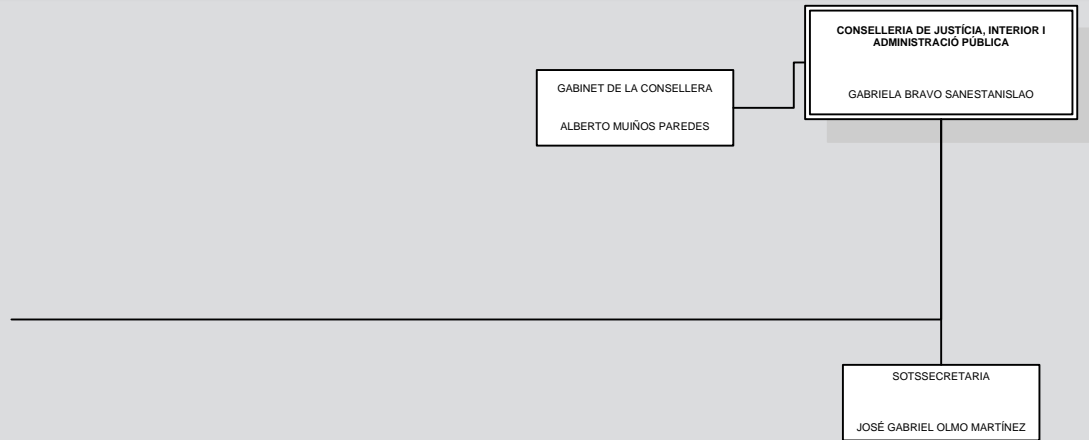 CONSELLERIA DE JUSTÍCIA, INTERIOR I
ADMINISTRACIÓ PÚBLICA
GABRIELA BRAVO SANESTANISLAO
GABINET DE LA CONSELLERA
ALBERTO MUIÑOS PAREDES
SOTSSECRETARIA
JOSÉ GABRIEL OLMO MARTÍNEZ